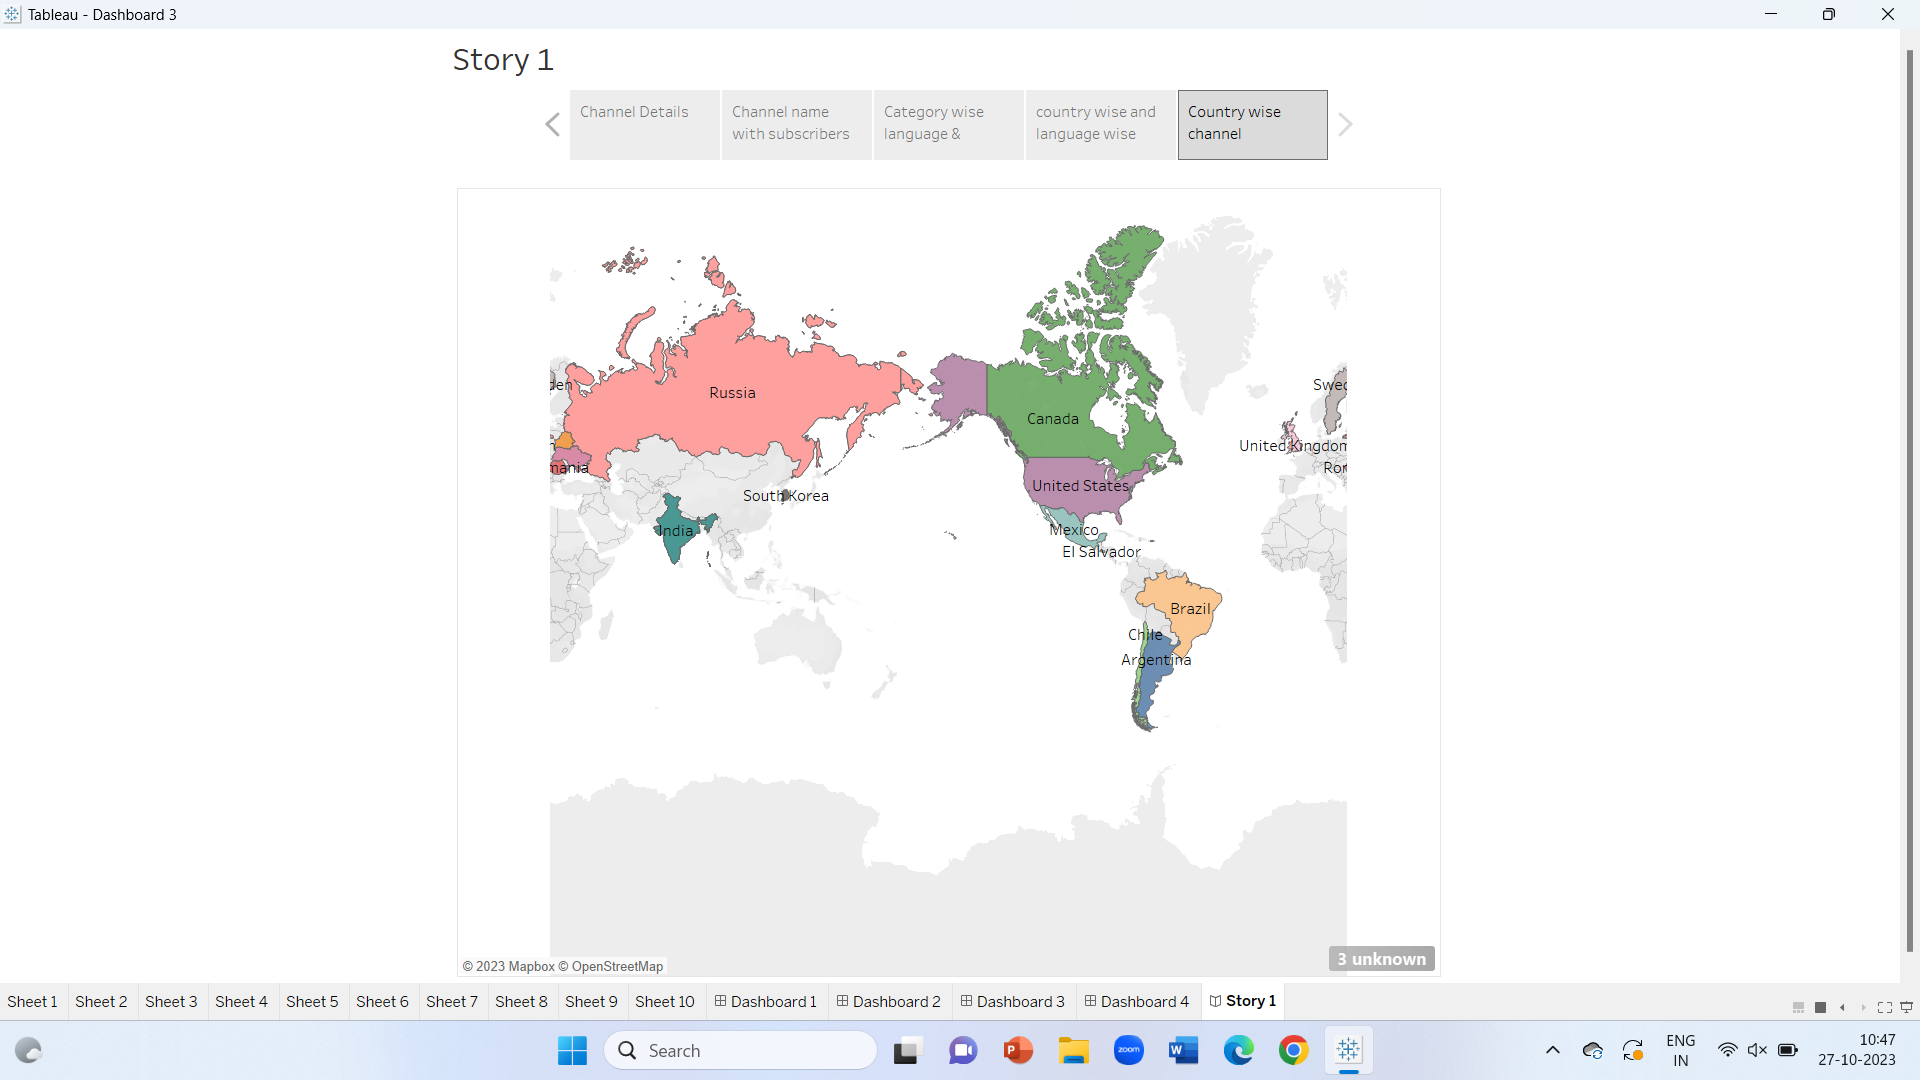 Tableau - Dashboard 3
Story 1
Channel Details
Channel name
with subscribers
Category wise
language &
country wise and
language wise
Country wise
channel
Russia
Canada
United States
Mexico
El Salvador
South Korea
India
Brazil
Chile
Argentina
United Kingdom
© 2023 Mapbox © OpenStreetMap
3 unknown
Sheet 1
Sheet 2
Sheet 3
Sheet 4
Sheet 5
Sheet 6
Sheet 7
Sheet 8
Sheet 9
Sheet 10
Dashboard 1
Dashboard 2
Dashboard 3
Dashboard 4
Story 1
Search
zoom
ENG
IN
10:47
27-10-2023